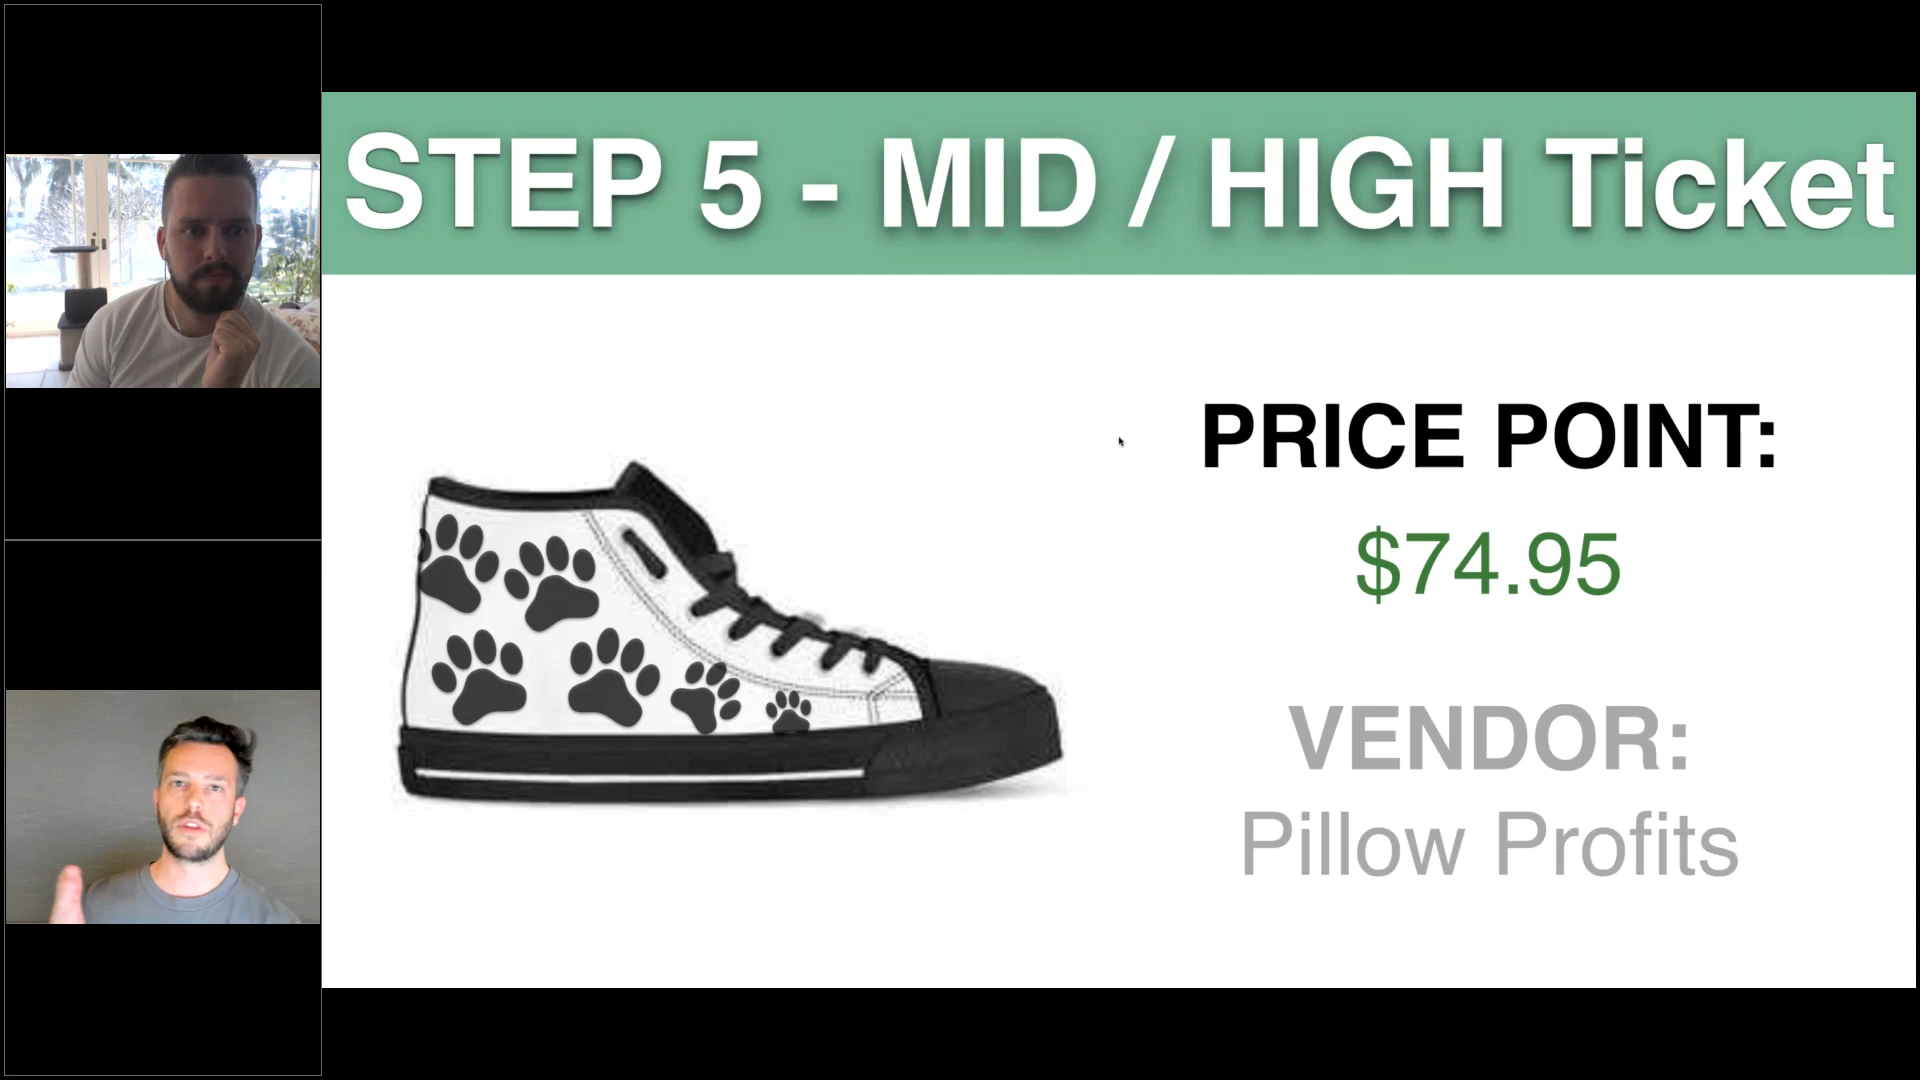 STEP 5 - MID / HIGH Ticket
PRICE POINT:
$74.95
VENDOR:
Pillow Profits